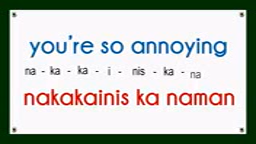 you're so annoying
na - ka - ka - i - nis - ka - na
nakakainis ka naman